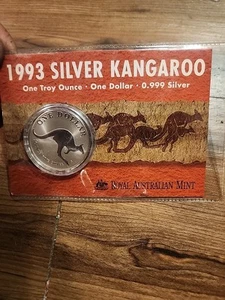 1993 SILVER KANGAROO
One Troy Ounce • One Dollar • 0.999 Silver
ONE DOLLAR
ROYAL AUSTRALIAN MINT